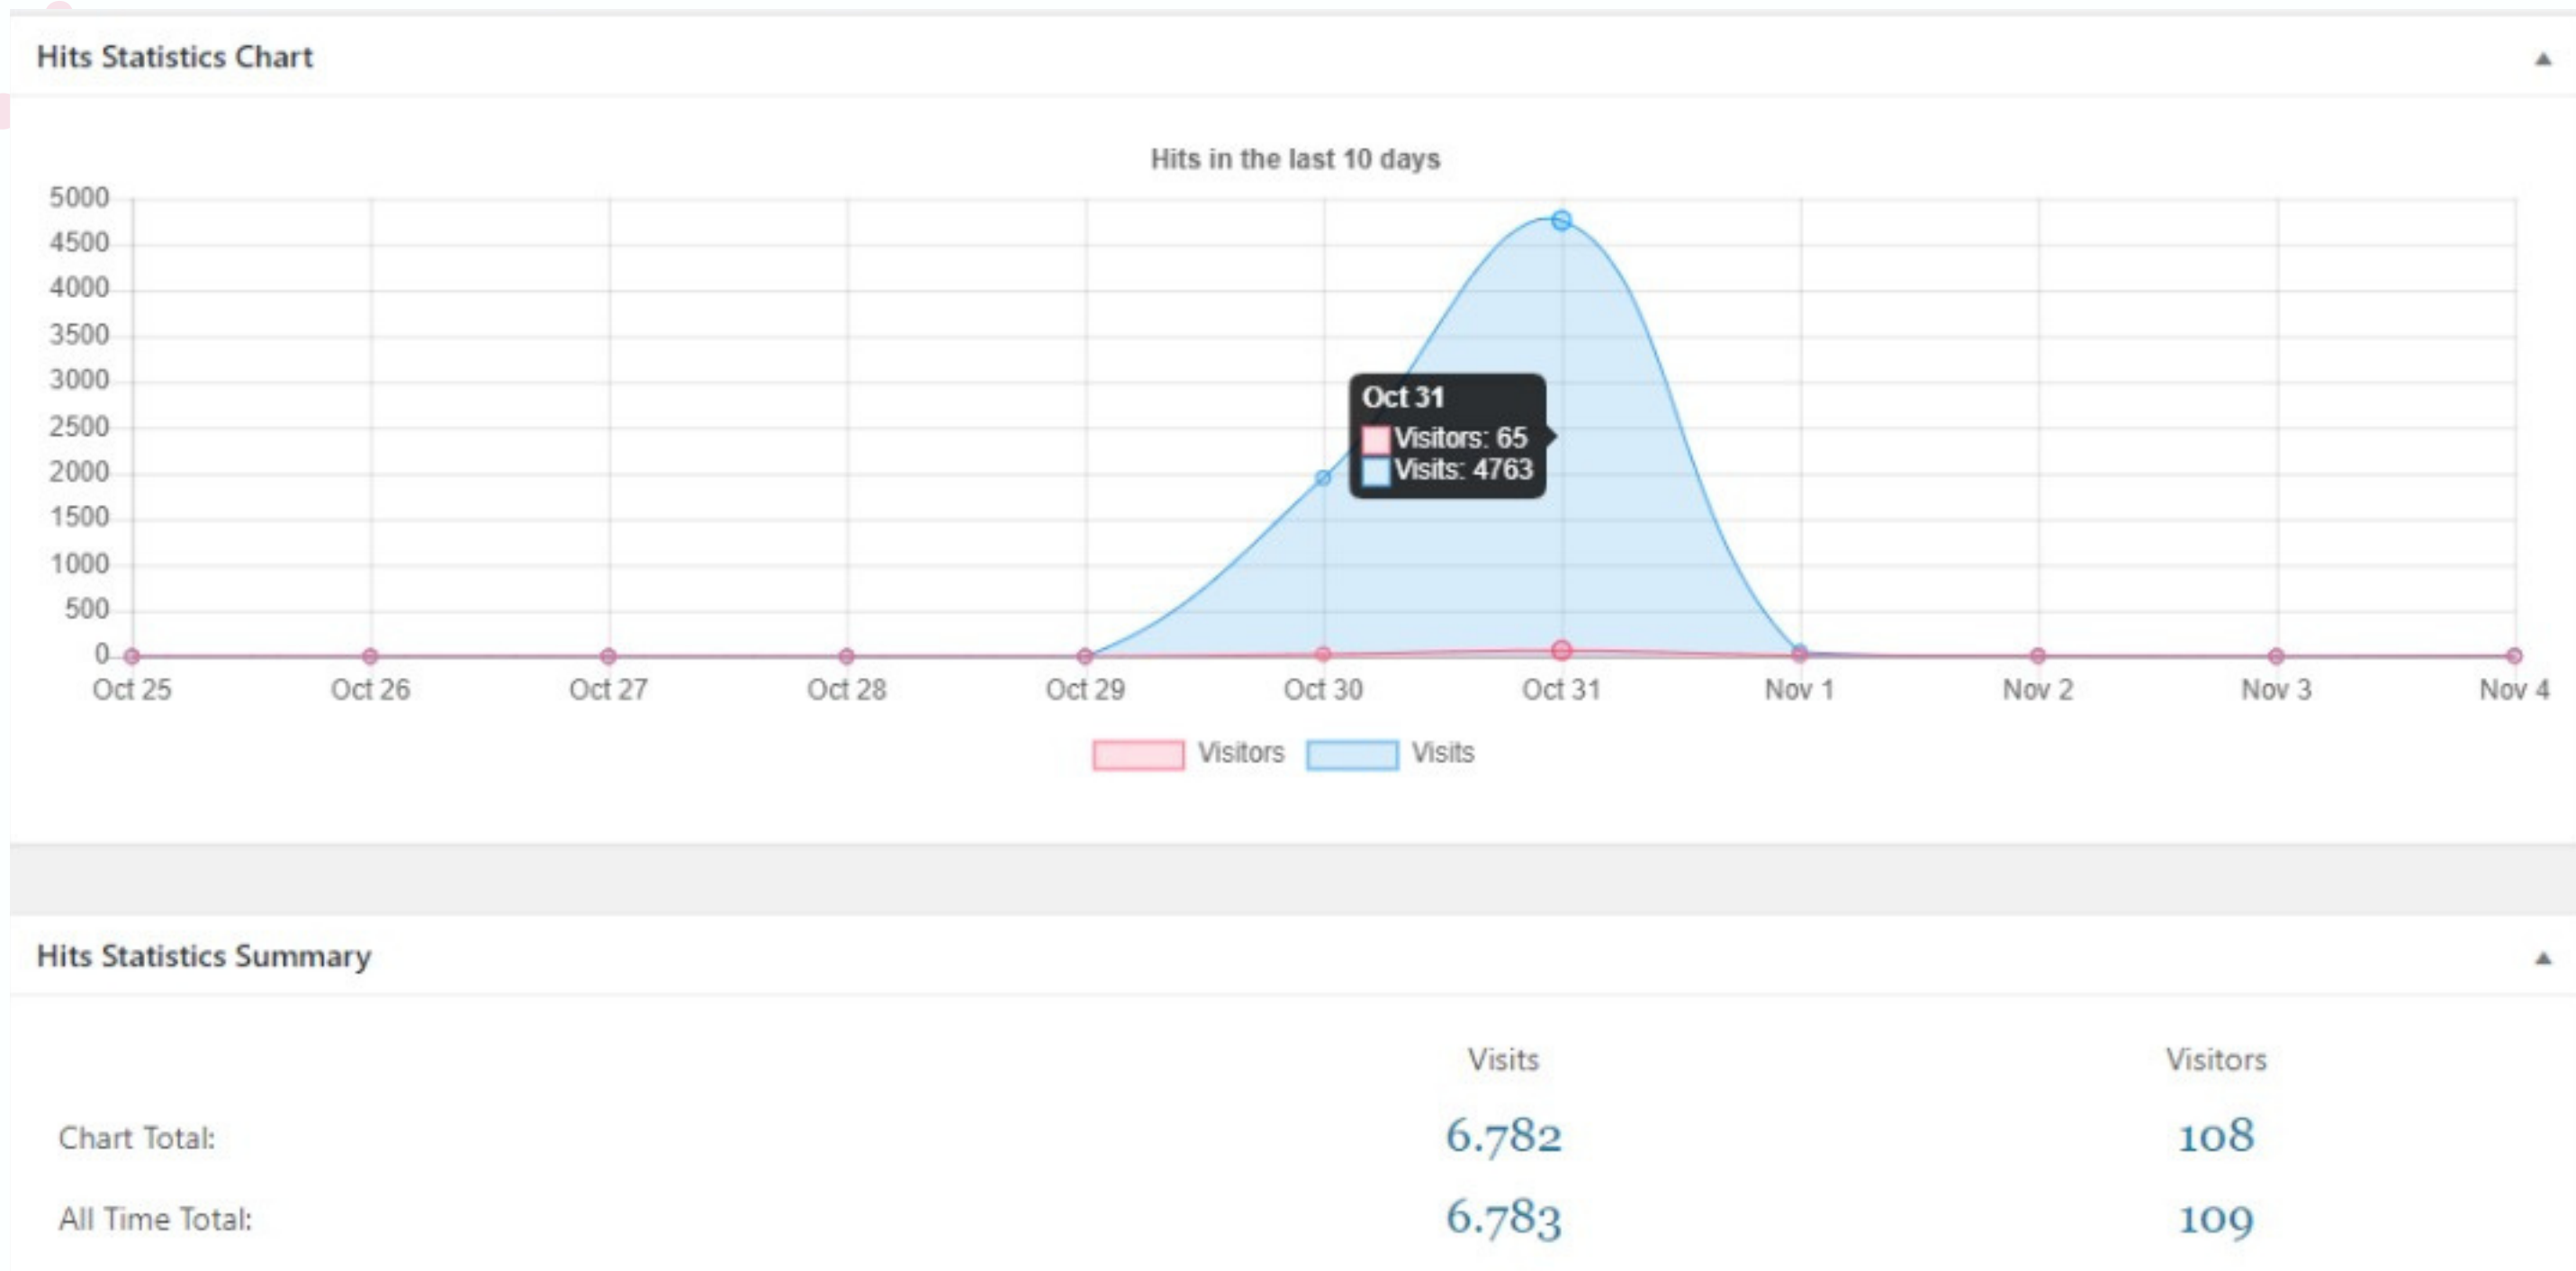 Hits Statistics Chart
Hits in the last 10 days
5000
4500
4000
3500
3000
2500
2000
1500
1000
500
0
Oct 31
Visitors: 65
Visits: 4763
Oct 25 Oct 26 Oct 27 Oct 28 Oct 29 Oct 30 Oct 31 Nov 1 Nov 2 Nov 3 Nov 4
Visitors Visits
Hits Statistics Summary
Visits Visitors
Chart Total: 6.782 108
All Time Total: 6.783 109